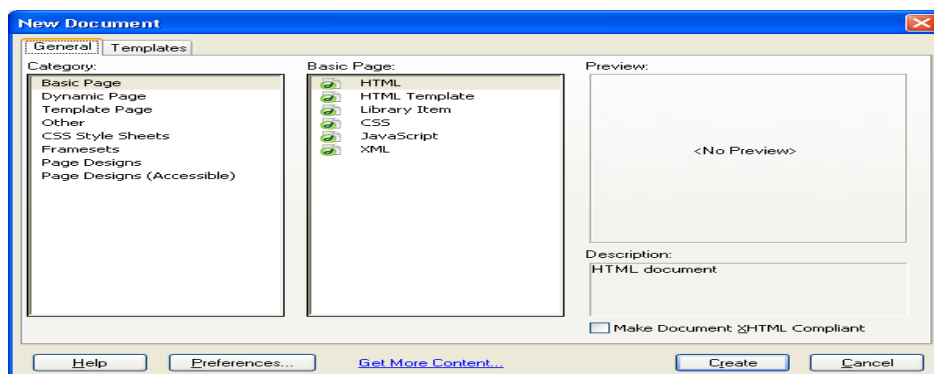 New Document
General Templates
Category:
Basic Page
Dynamic Page
Template Page
Other
CSS Style Sheets
Framesets
Page Designs
Page Designs (Accessible)
Basic Page:
HTML
HTML Template
Library Item
CSS
JavaScript
XML
Preview:
<No Preview>
Description:
HTML document
Make Document XHTML Compliant
Help Preferences... Get More Content... Create Cancel